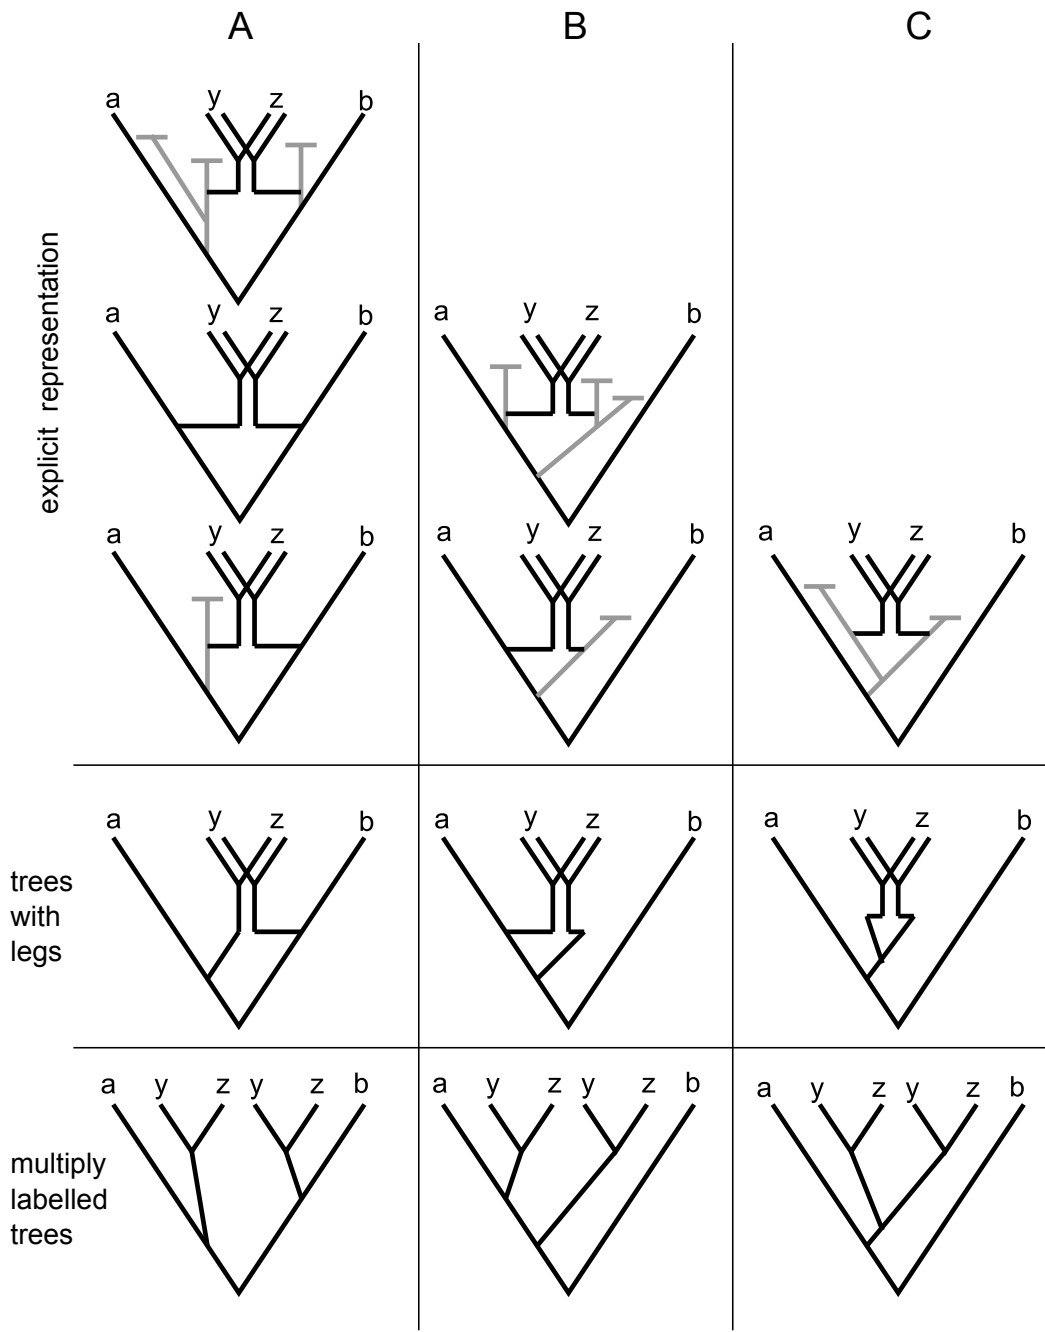 A B C
a y z b
explicit representation
a y z b
a y z b
a y z b
a y z b
a y z b
trees
with
legs
a y z b
a y z b
a y z b
multiply
labelled
trees
a y z y z b
a y z y z b
a y z y z b